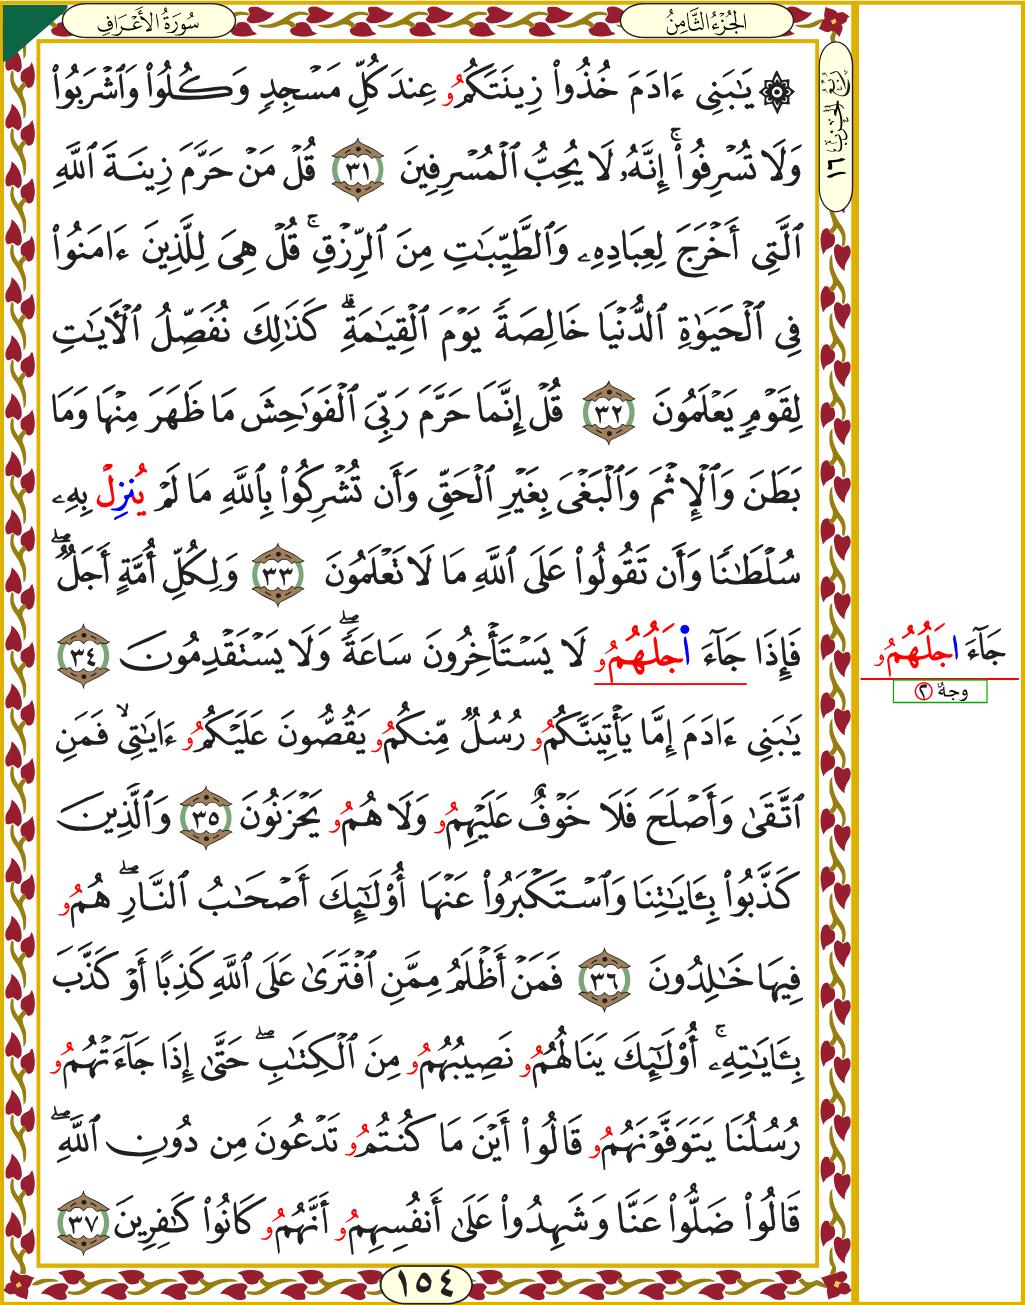 سُورَةُ الأَعْرَافِ
الجُزْءُ الثَّامِنُ
رُبْعُ الحِزْبِ ١٦
۞ يَٰبَنِىٓ ءَادَمَ خُذُواْ زِينَتَكُمُۥ عِندَ كُلِّ مَسْجِدٍ وَكُلُواْ وَٱشْرَبُواْ
وَلَا تُسْرِفُوٓاْۚ إِنَّهُۥ لَا يُحِبُّ ٱلْمُسْرِفِينَ ٣١ قُلْ مَنْ حَرَّمَ زِينَةَ ٱللَّهِ
ٱلَّتِىٓ أَخْرَجَ لِعِبَادِهِۦ وَٱلطَّيِّبَٰتِ مِنَ ٱلرِّزْقِۚ قُلْ هِىَ لِلَّذِينَ ءَامَنُواْ
فِى ٱلْحَيَوٰةِ ٱلدُّنْيَا خَالِصَةً يَوْمَ ٱلْقِيَٰمَةِۗ كَذَٰلِكَ نُفَصِّلُ ٱلْأٓيَٰتِ
لِقَوْمٍ يَعْلَمُونَ ٣٢ قُلْ إِنَّمَا حَرَّمَ رَبِّىَ ٱلْفَوَٰحِشَ مَا ظَهَرَ مِنْهَا وَمَا
بَطَنَ وَٱلْإِثْمَ وَٱلْبَغْىَ بِغَيْرِ ٱلْحَقِّ وَأَن تُشْرِكُواْ بِٱللَّهِ مَا لَمْ يُنزِلْ بِهِۦ
سُلْطَٰنًا وَأَن تَقُولُواْ عَلَى ٱللَّهِ مَا لَا تَعْلَمُونَ ٣٣ وَلِكُلِّ أُمَّةٍ أَجَلٌۖ
فَإِذَا جَآءَ اَجَلُهُمُۥ لَا يَسْتَأْخِرُونَ سَاعَةًۖ وَلَا يَسْتَقْدِمُونَ ٣٤
يَٰبَنِىٓ ءَادَمَ إِمَّا يَأْتِيَنَّكُمُۥ رُسُلٌ مِّنكُمُۥ يَقُصُّونَ عَلَيْكُمُۥ ءَايَٰتِىۙ فَمَنِ
ٱتَّقَىٰ وَأَصْلَحَ فَلَا خَوْفٌ عَلَيْهِمُۥ وَلَا هُمُۥ يَحْزَنُونَ ٣٥ وَٱلَّذِينَ
كَذَّبُواْ بِـَٔايَٰتِنَا وَٱسْتَكْبَرُواْ عَنْهَآ أُوْلَٰٓئِكَ أَصْحَٰبُ ٱلنَّارِۖ هُمُۥ
فِيهَا خَٰلِدُونَ ٣٦ فَمَنْ أَظْلَمُ مِمَّنِ ٱفْتَرَىٰ عَلَى ٱللَّهِ كَذِبًا أَوْ كَذَّبَ
بِـَٔايَٰتِهِۦٓۚ أُوْلَٰٓئِكَ يَنَالُهُمُۥ نَصِيبُهُمُۥ مِنَ ٱلْكِتَٰبِۖ حَتَّىٰٓ إِذَا جَآءَتْهُمُۥ
رُسُلُنَا يَتَوَفَّوْنَهُمُۥ قَالُوٓاْ أَيْنَ مَا كُنتُمُۥ تَدْعُونَ مِن دُونِ ٱللَّهِۖ
قَالُواْ ضَلُّواْ عَنَّا وَشَهِدُواْ عَلَىٰٓ أَنفُسِهِمُۥ أَنَّهُمُۥ كَانُواْ كَٰفِرِينَ ٣٧
جَآءَ اجَلُهُمُۥ
وجهٌ ٢
١٥٤